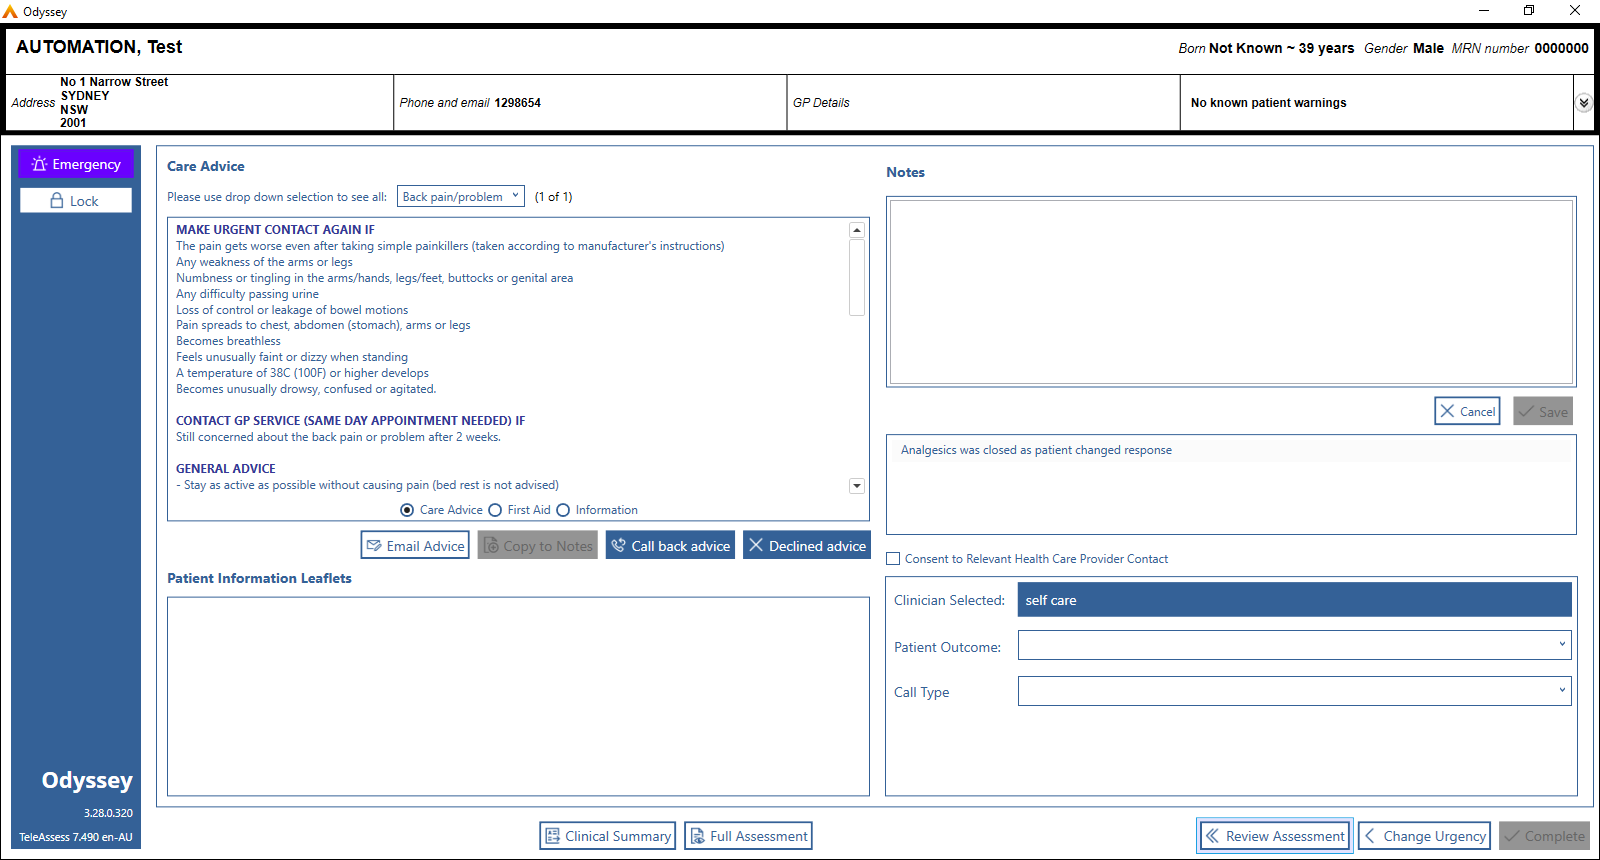 Odyssey
AUTOMATION, Test
Born Not Known ~ 39 years Gender Male MRN number 0000000
Address
No 1 Narrow Street
SYDNEY
NSW
2001
Phone and email 1298654
GP Details
No known patient warnings
Emergency
Lock
Care Advice
Please use drop down selection to see all: Back pain/problem (1 of 1)
MAKE URGENT CONTACT AGAIN IF
The pain gets worse even after taking simple painkillers (taken according to manufacturer's instructions)
Any weakness of the arms or legs
Numbness or tingling in the arms/hands, legs/feet, buttocks or genital area
Any difficulty passing urine
Loss of control or leakage of bowel motions
Pain spreads to chest, abdomen (stomach), arms or legs
Becomes breathless
Feels unusually faint or dizzy when standing
A temperature of 38C (100F) or higher develops
Becomes unusually drowsy, confused or agitated.
CONTACT GP SERVICE (SAME DAY APPOINTMENT NEEDED) IF
Still concerned about the back pain or problem after 2 weeks.
GENERAL ADVICE
- Stay as active as possible without causing pain (bed rest is not advised)
Care Advice First Aid Information
Email Advice Copy to Notes Call back advice Declined advice
Patient Information Leaflets
Notes
Cancel Save
Analgesics was closed as patient changed response
Consent to Relevant Health Care Provider Contact
Clinician Selected: self care
Patient Outcome:
Call Type
Odyssey
3.28.0.320
TeleAssess 7.490 en-AU
Clinical Summary Full Assessment Review Assessment Change Urgency Complete